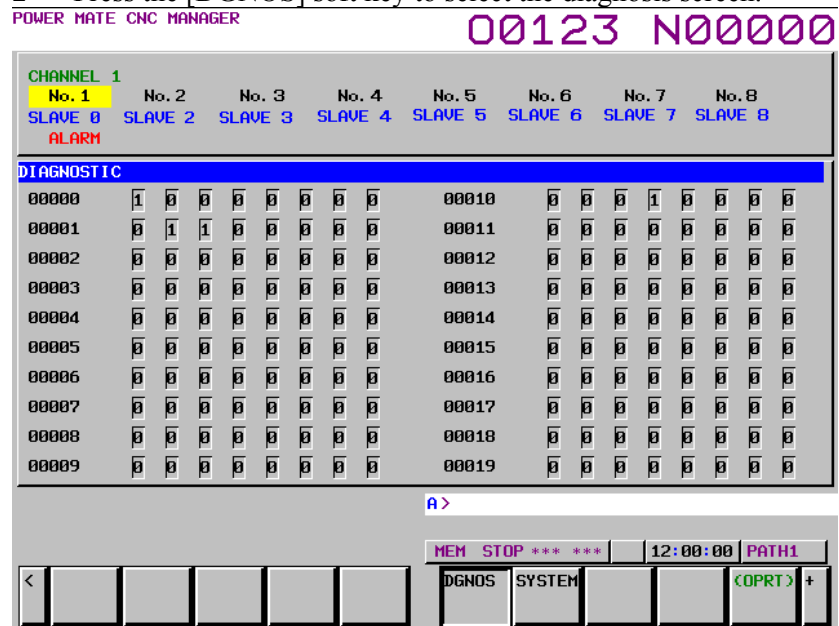 2 Press the [DGNOS] soft key to select the diagnosis screen.
POWER MATE CNC MANAGER O0123 N00000
CHANNEL 1
No.1 No.2 No.3 No.4 No.5 No.6 No.7 No.8
SLAVE 0 SLAVE 2 SLAVE 3 SLAVE 4 SLAVE 5 SLAVE 6 SLAVE 7 SLAVE 8
ALARM
DIAGNOSTIC
00000 1 0 0 0 0 0 0 0 00010 0 0 0 1 0 0 0 0
00001 0 1 1 0 0 0 0 0 00011 0 0 0 0 0 0 0 0
00002 0 0 0 0 0 0 0 0 00012 0 0 0 0 0 0 0 0
00003 0 0 0 0 0 0 0 0 00013 0 0 0 0 0 0 0 0
00004 0 0 0 0 0 0 0 0 00014 0 0 0 0 0 0 0 0
00005 0 0 0 0 0 0 0 0 00015 0 0 0 0 0 0 0 0
00006 0 0 0 0 0 0 0 0 00016 0 0 0 0 0 0 0 0
00007 0 0 0 0 0 0 0 0 00017 0 0 0 0 0 0 0 0
00008 0 0 0 0 0 0 0 0 00018 0 0 0 0 0 0 0 0
00009 0 0 0 0 0 0 0 0 00019 0 0 0 0 0 0 0 0
A>
MEM STOP *** *** 12:00:00 PATH1
< DGNOS SYSTEM (OPRT) +